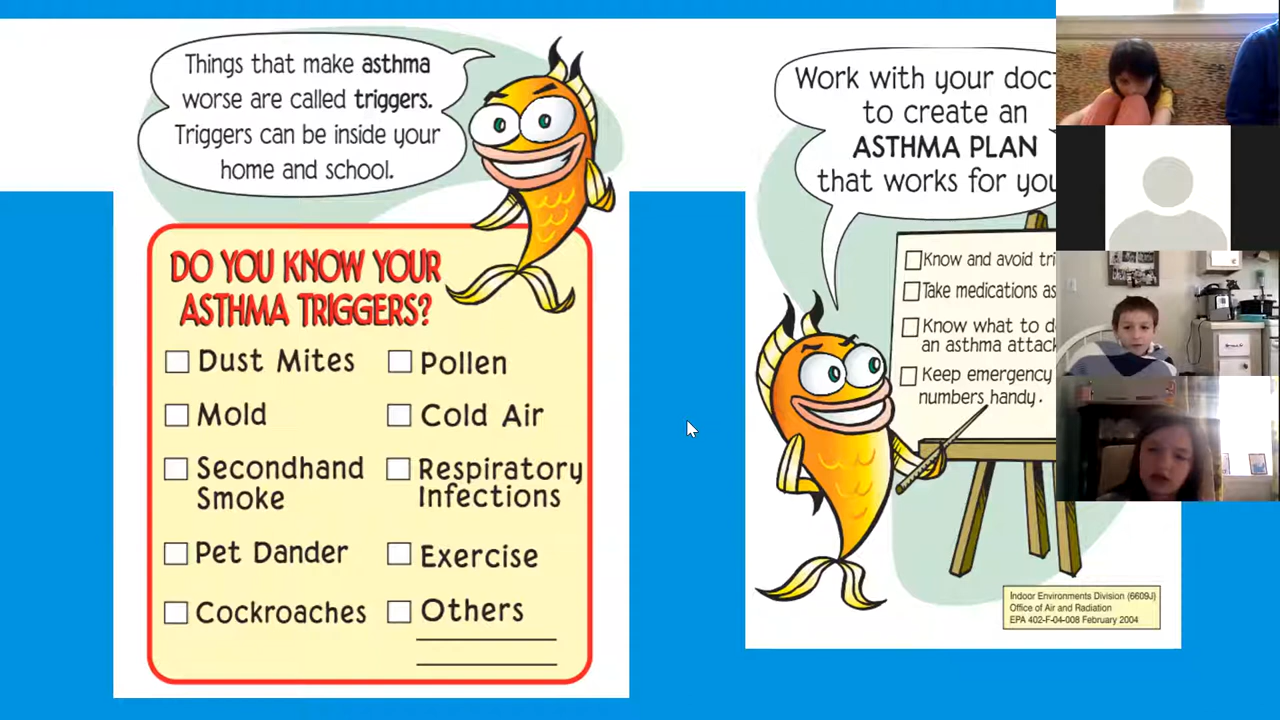 Things that make asthma
worse are called triggers.
Triggers can be inside your
home and school.
DO YOU KNOW YOUR
ASTHMA TRIGGERS?
Dust Mites
Mold
Secondhand
Smoke
Pet Dander
Cockroaches
Pollen
Cold Air
Respiratory
Infections
Exercise
Others
Work with your doct
to create an
ASTHMA PLAN
that works for you
Know and avoid tri
Take medications as
Know what to d
an asthma attack
Keep emergency
numbers handy.
Indoor Environments Division (6609J)
Office of Air and Radiation
EPA 402-F-04-008 February 2004